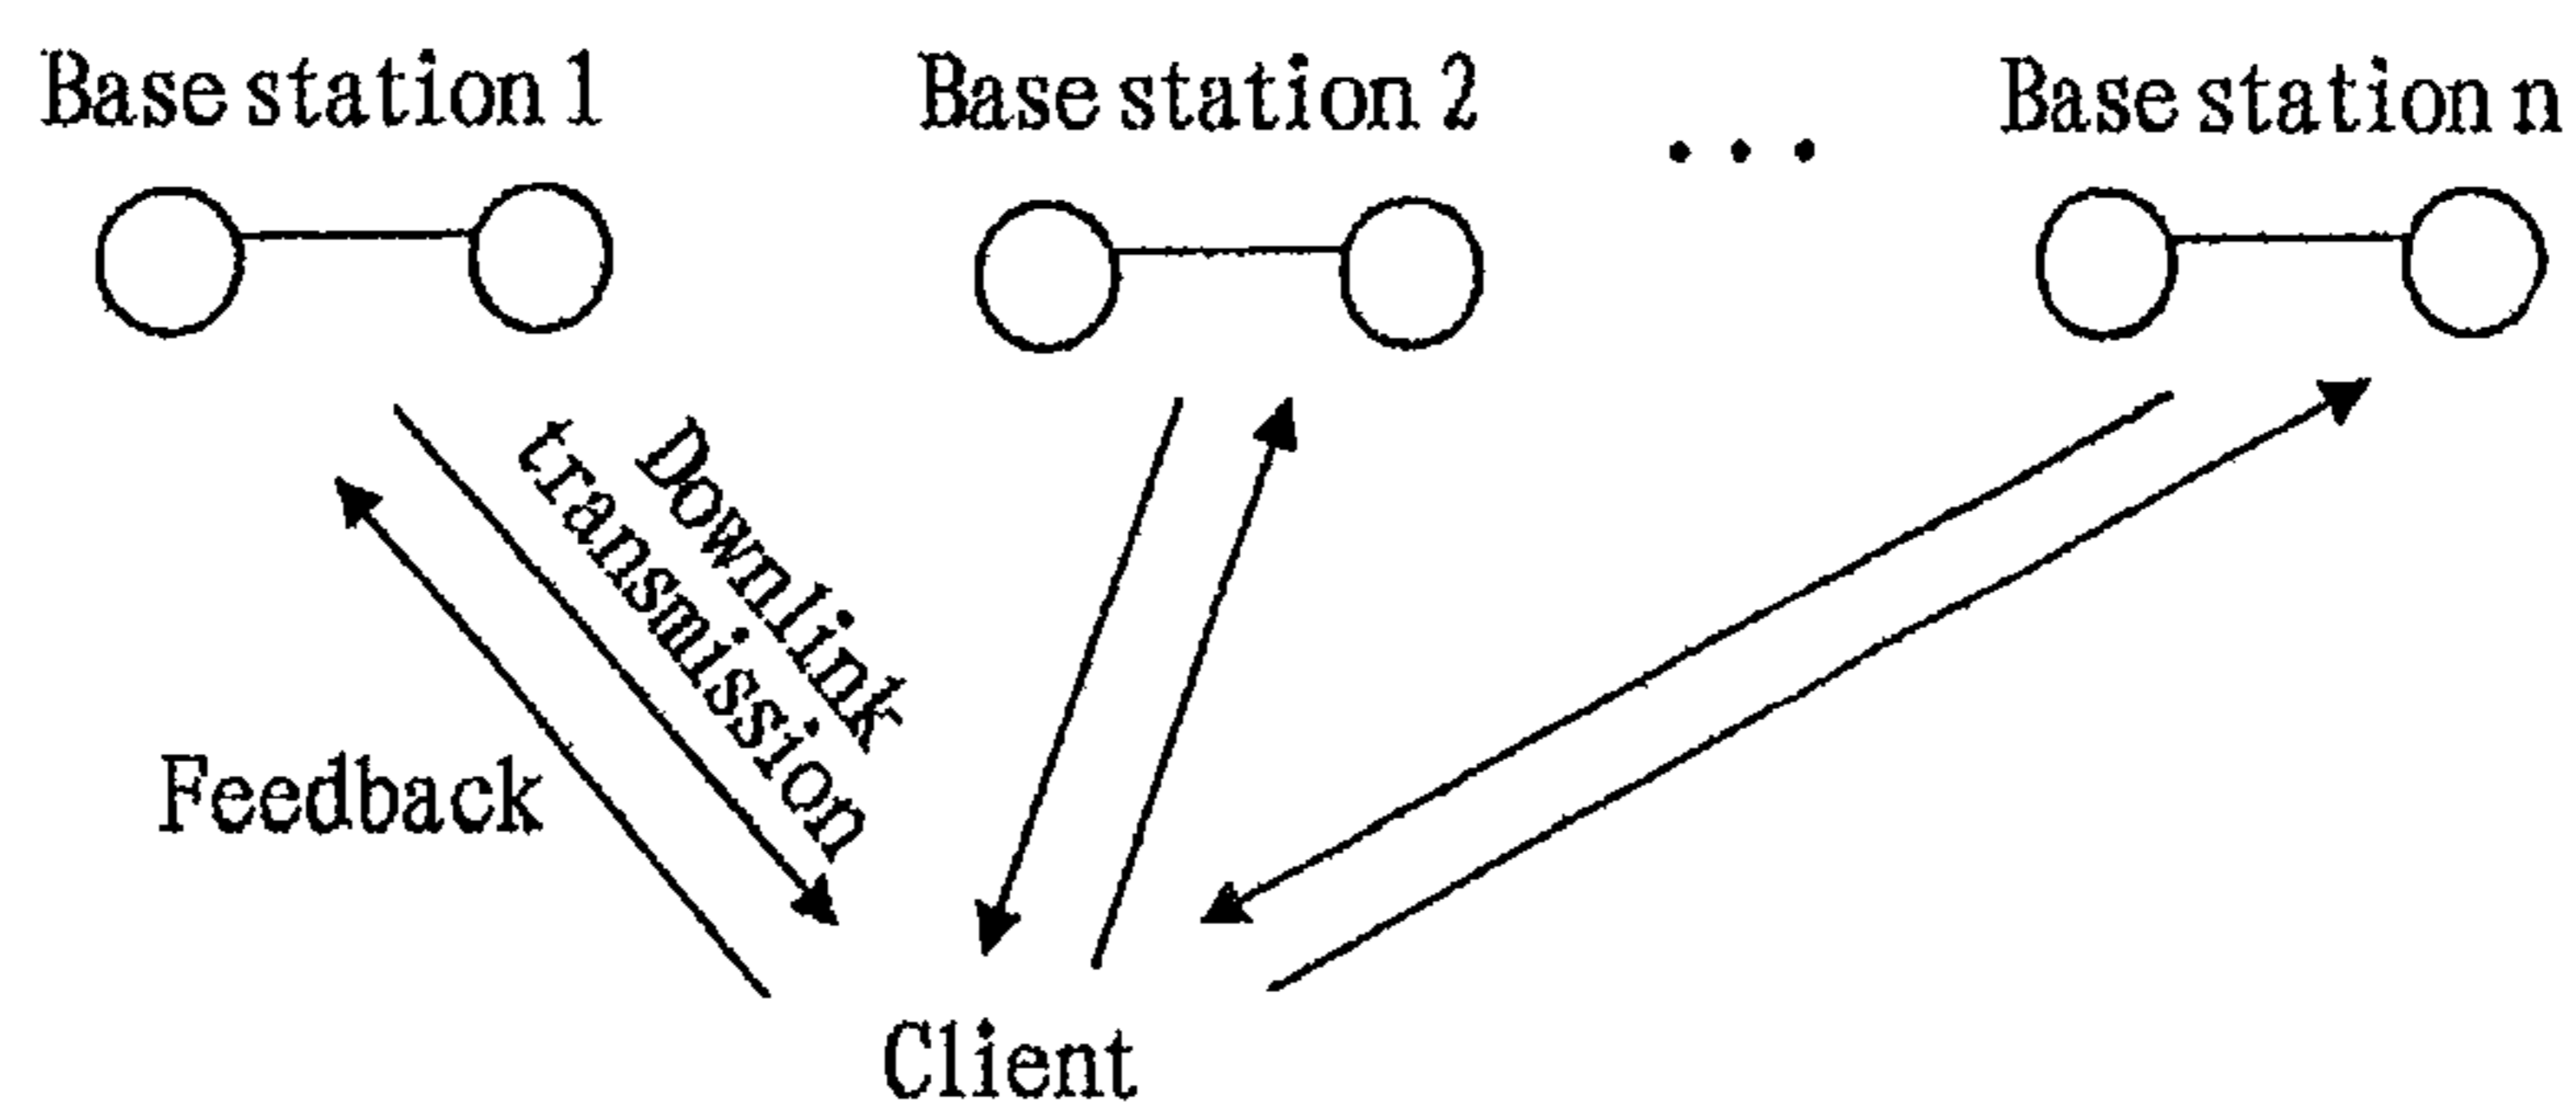 Base station 1
Base station 2
...
Base station n
Downlink
transmission
Feedback
Client